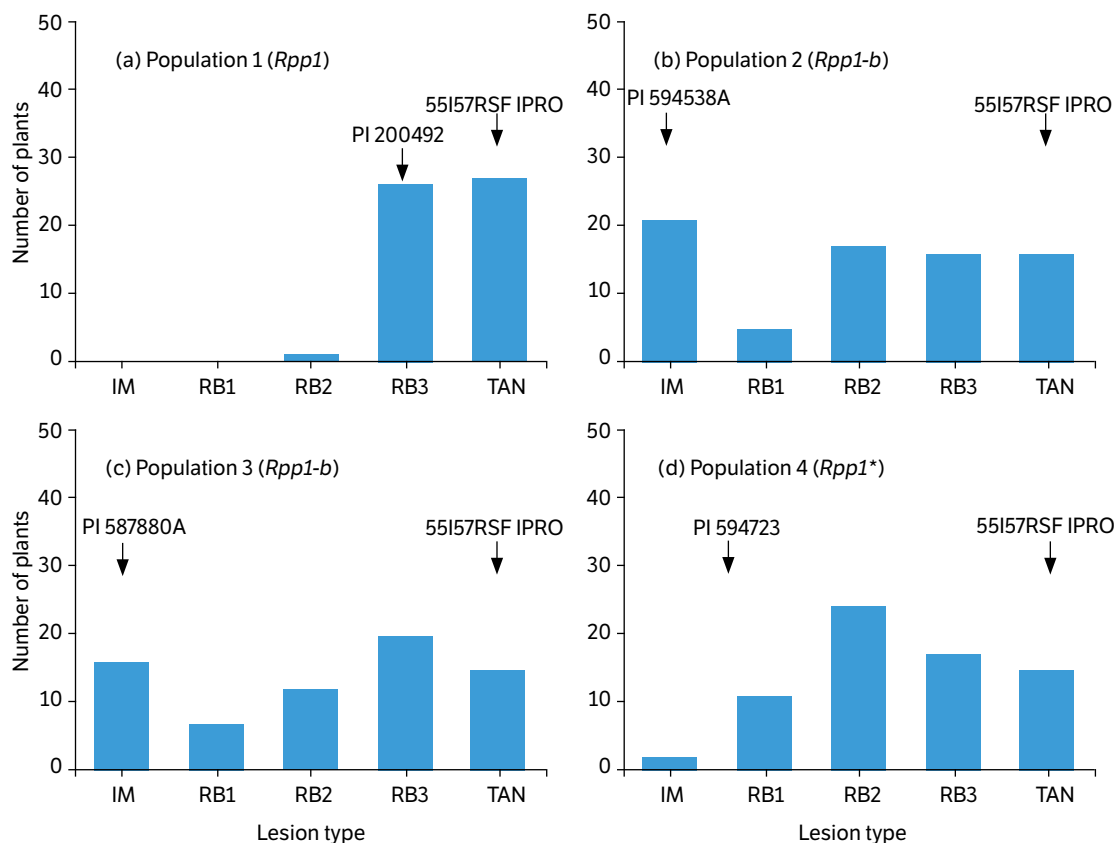 50
(a) Population 1 (Rpp1)
40
55I57RSF IPRO
PI 200492
30
20
10
0
IM RB1 RB2 RB3 TAN
Number of plants
50
(b) Population 2 (Rpp1-b)
40
PI 594538A 55I57RSF IPRO
30
20
10
0
IM RB1 RB2 RB3 TAN
50
(c) Population 3 (Rpp1-b)
40
PI 587880A 55I57RSF IPRO
30
20
10
0
IM RB1 RB2 RB3 TAN
Number of plants
Lesion type
50
(d) Population 4 (Rpp1*)
40
PI 594723 55I57RSF IPRO
30
20
10
0
IM RB1 RB2 RB3 TAN
Lesion type